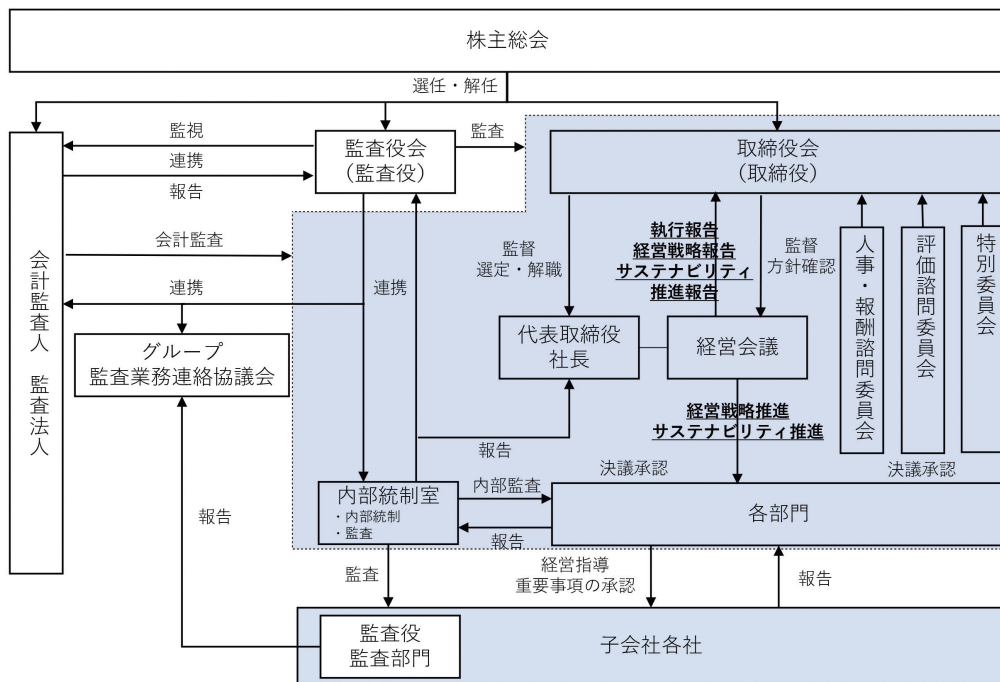 株主総会
選任・解任
監視
連携
報告
監査役会
(監査役)
監査
取締役会
(取締役)
会計監査人 監査法人
会計監査
連携
グループ
監査業務連絡協議会
連携
監督
選定・解職
執行報告
経営戦略報告
サステナビリティ
推進報告
監督
方針確認
人事・報酬諮問委員会
評価諮問委員会
特別委員会
代表取締役
社長
経営会議
経営戦略推進
サステナビリティ推進
報告
決議承認
決議承認
内部統制室
・内部統制
・監査
内部監査
報告
各部門
報告
監査
経営指導
重要事項の承認
報告
監査役
監査部門
子会社各社